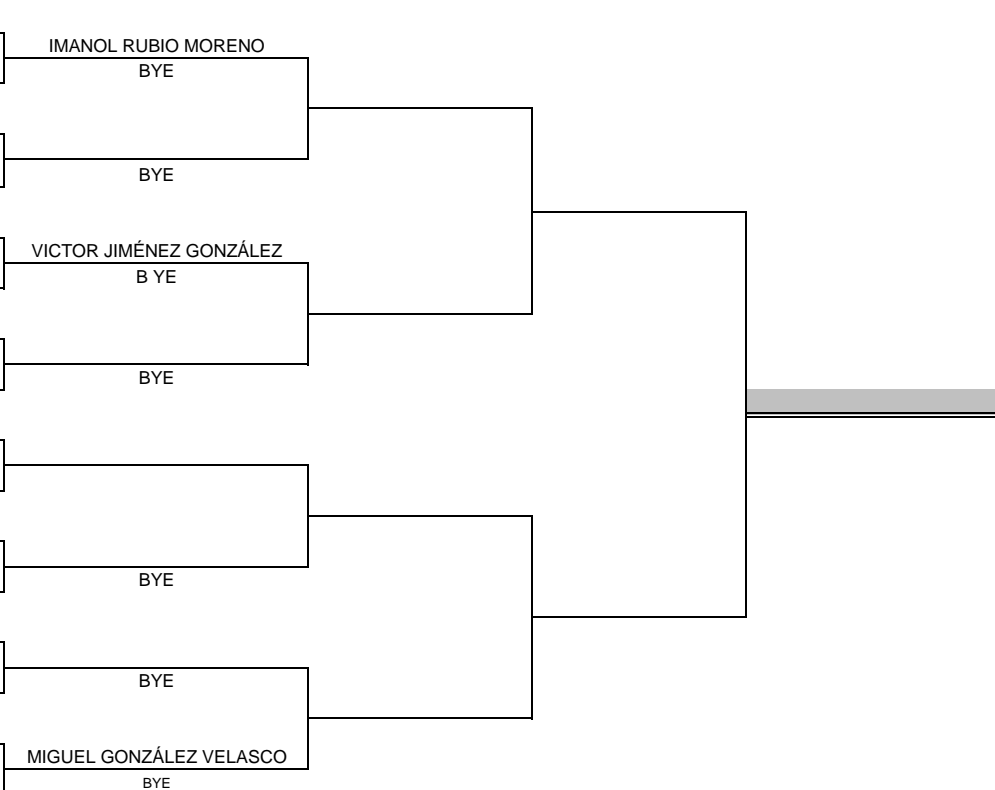 IMANOL RUBIO MORENO
BYE
BYE
VICTOR JIMÉNEZ GONZÁLEZ
B YE
BYE
BYE
BYE
MIGUEL GONZÁLEZ VELASCO
BYE